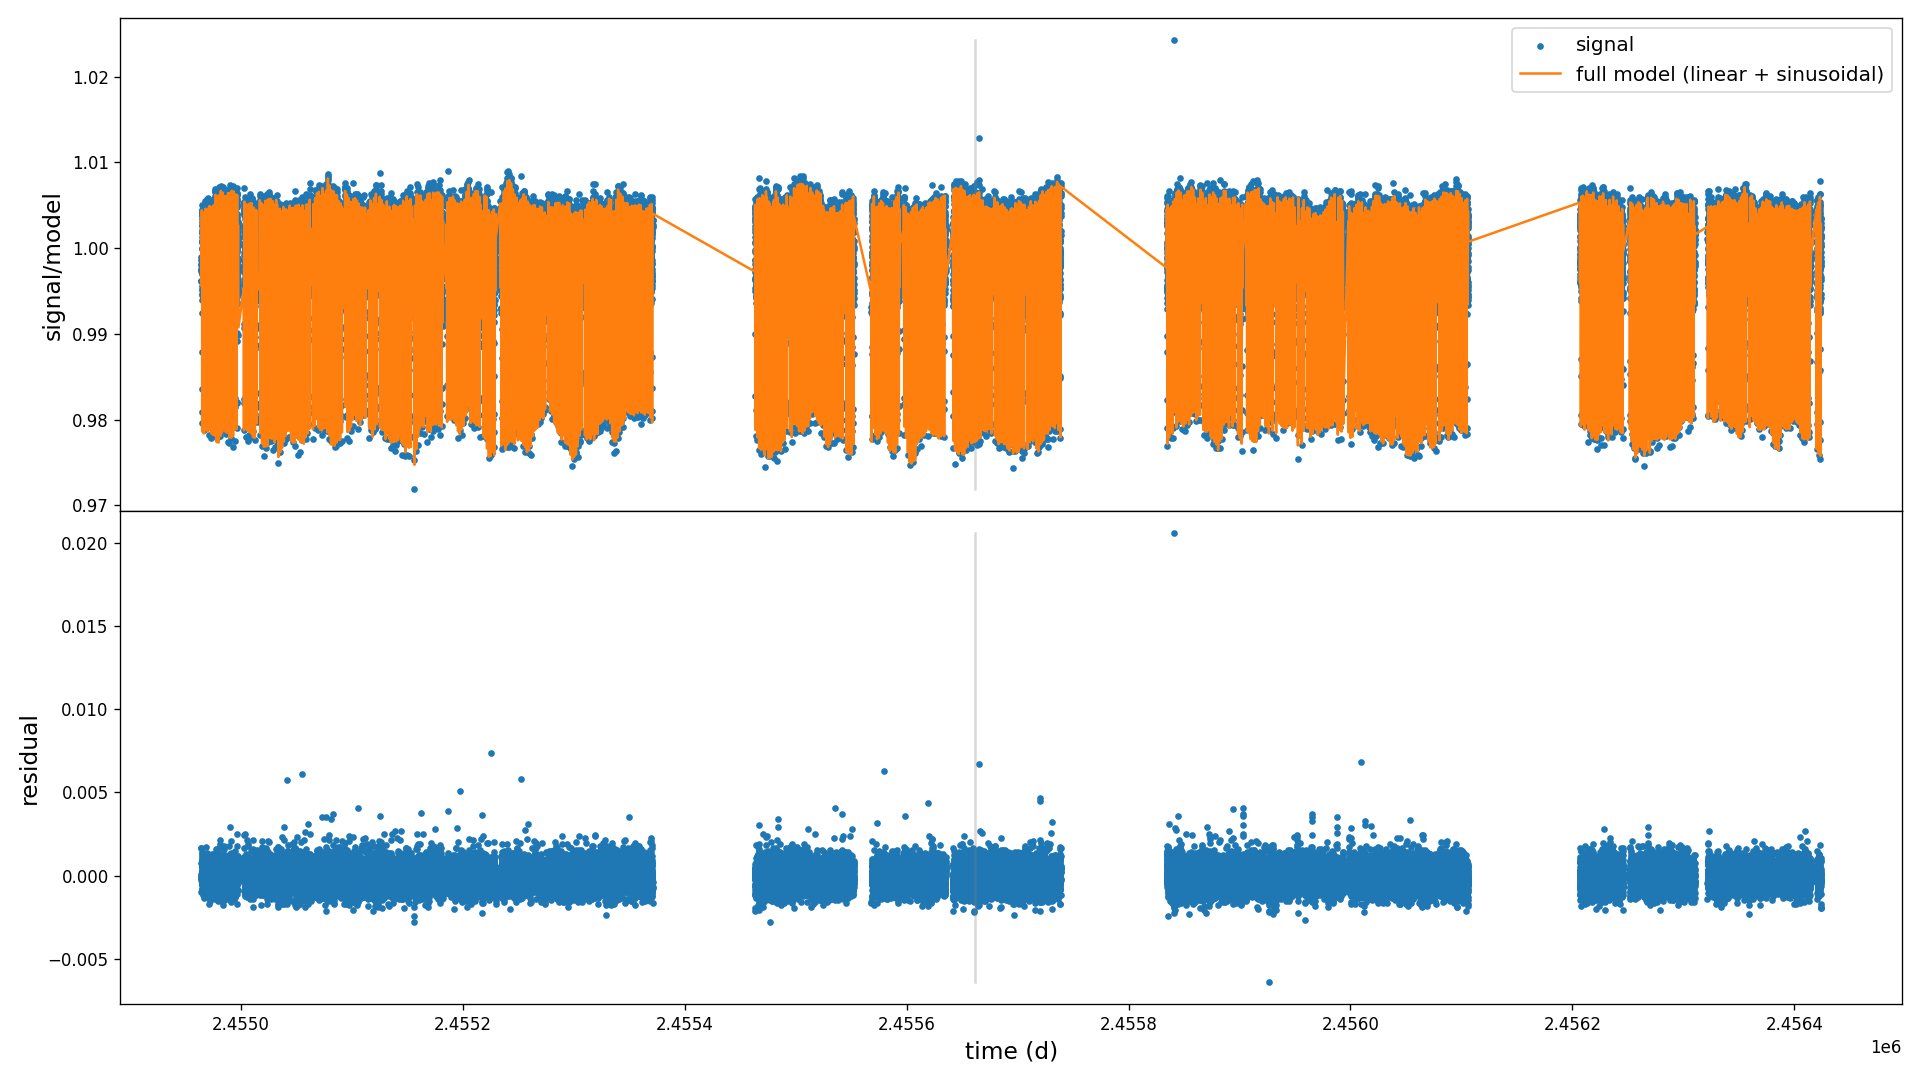 signal
full model (linear + sinusoidal)
signal/model
1.02
1.01
1.00
0.99
0.98
0.97
residual
0.020
0.015
0.010
0.005
0.000
−0.005
2.4550 2.4552 2.4554 2.4556 2.4558 2.4560 2.4562 2.4564
time (d)
1e6